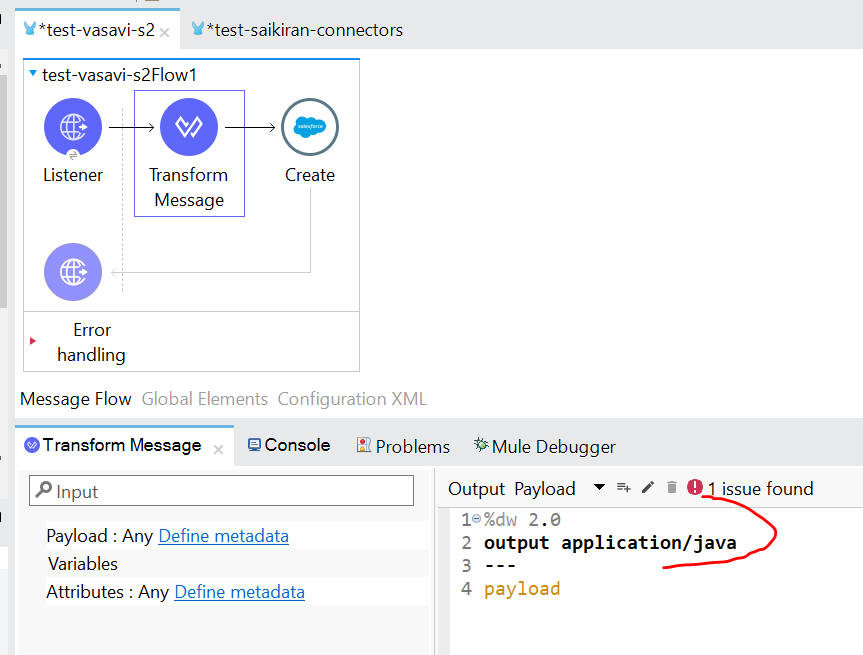 *test-vasavi-s2
*test-saikiran-connectors
test-vasavi-s2Flow1
Listener
Transform
Message
salesforce
Create
Error
handling
Message Flow Global Elements Configuration XML
Transform Message Console Problems Mule Debugger
Input
Payload : Any Define metadata
Variables
Attributes : Any Define metadata
Output Payload 1 issue found
1 %dw 2.0
2 output application/java
3 ---
4 payload